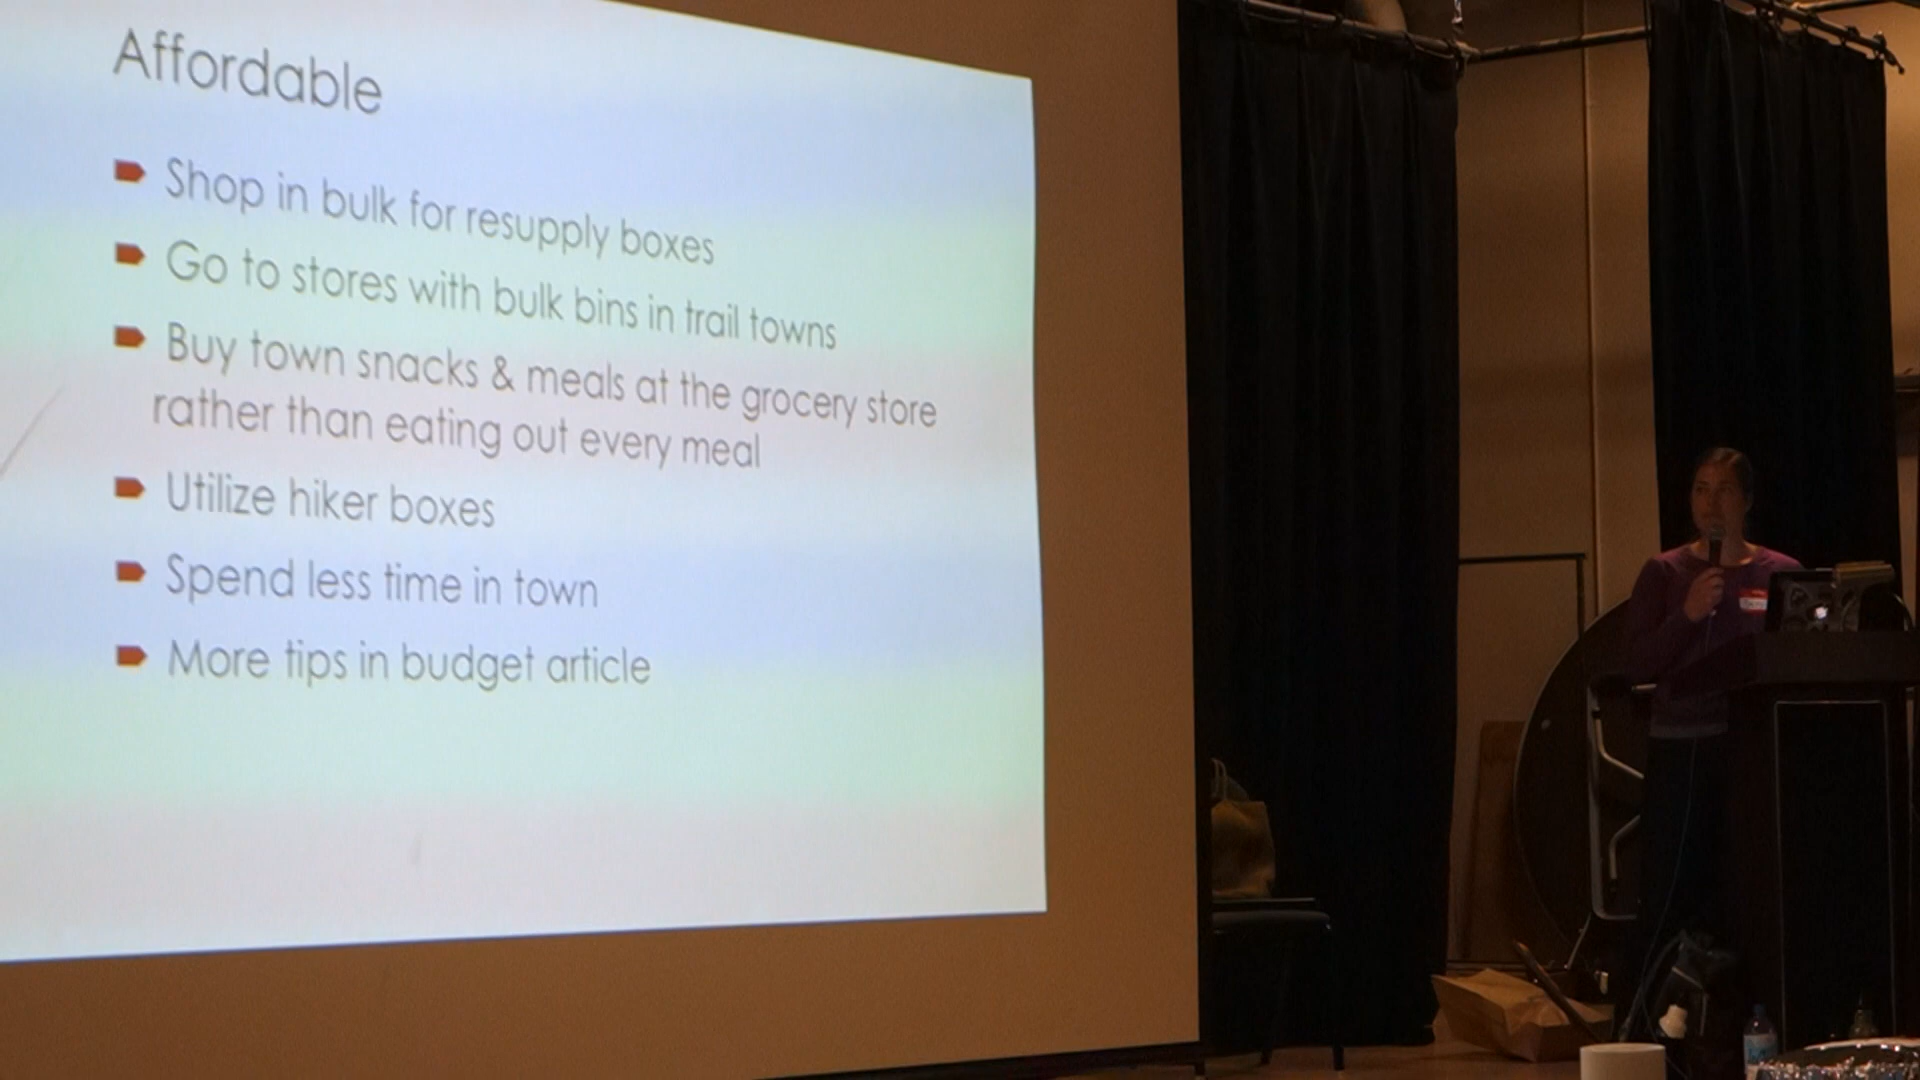 Affordable
Shop in bulk for resupply boxes
Go to stores with bulk bins in trail towns
Buy town snacks & meals at the grocery store
rather than eating out every meal
Utilize hiker boxes
Spend less time in town
More tips in budget article